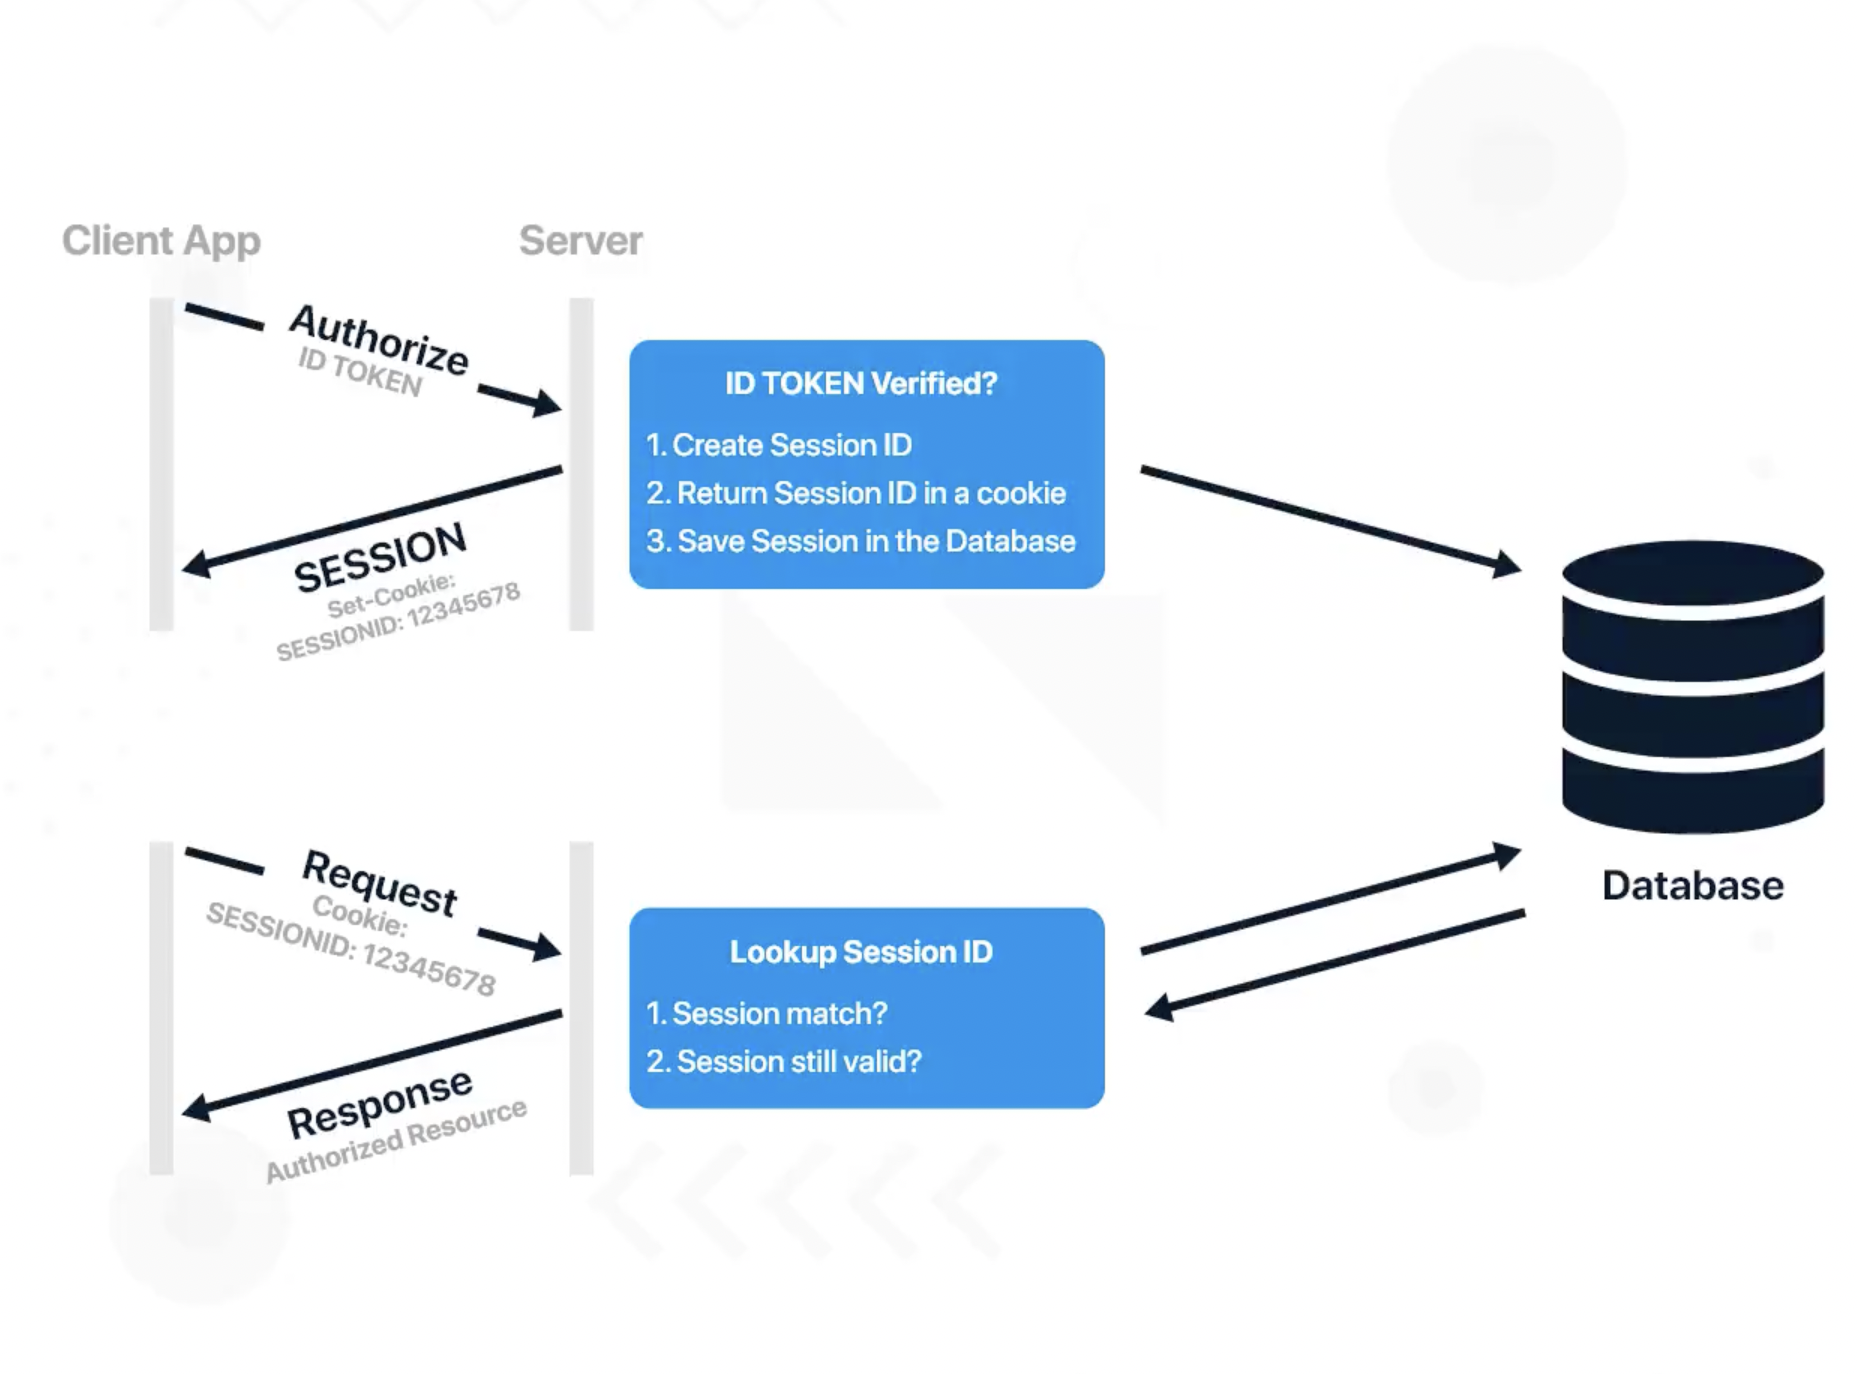 Client App
Server
Authorize
ID TOKEN
SESSION
Set-Cookie:
SESSIONID: 12345678
ID TOKEN Verified?
1. Create Session ID
2. Return Session ID in a cookie
3. Save Session in the Database
Request
Cookie:
SESSIONID: 12345678
Response
Authorized Resource
Lookup Session ID
1. Session match?
2. Session still valid?
Database